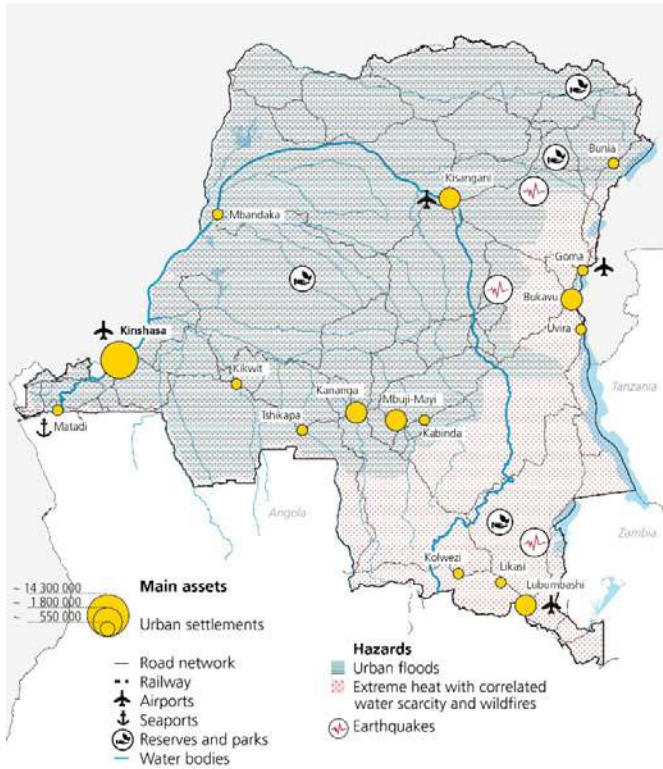 Bunia
Kisangani
Mbandaka
Goma
Bukavu
Kinshasa
Uvira
Kikwit
Kananga
Mbuji-Mayi
Tanzania
Ishikapa
Kabinda
Matadi
Angola
Zambia
Kolwezi
Likasi
Lubumbashi
Main assets
~ 14 300 000
~ 1 800 000
~ 550 000
Urban settlements
Road network
Railway
Airports
Seaports
Reserves and parks
Water bodies
Hazards
Urban floods
Extreme heat with correlated
water scarcity and wildfires
Earthquakes